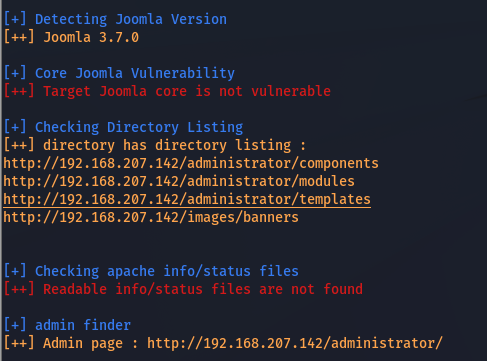 [+] Detecting Joomla Version
[++] Joomla 3.7.0
[+] Core Joomla Vulnerability
[++] Target Joomla core is not vulnerable
[+] Checking Directory Listing
[++] directory has directory listing :
http://192.168.207.142/administrator/components
http://192.168.207.142/administrator/modules
http://192.168.207.142/administrator/templates
http://192.168.207.142/images/banners
[+] Checking apache info/status files
[++] Readable info/status files are not found
[+] admin finder
[++] Admin page : http://192.168.207.142/administrator/